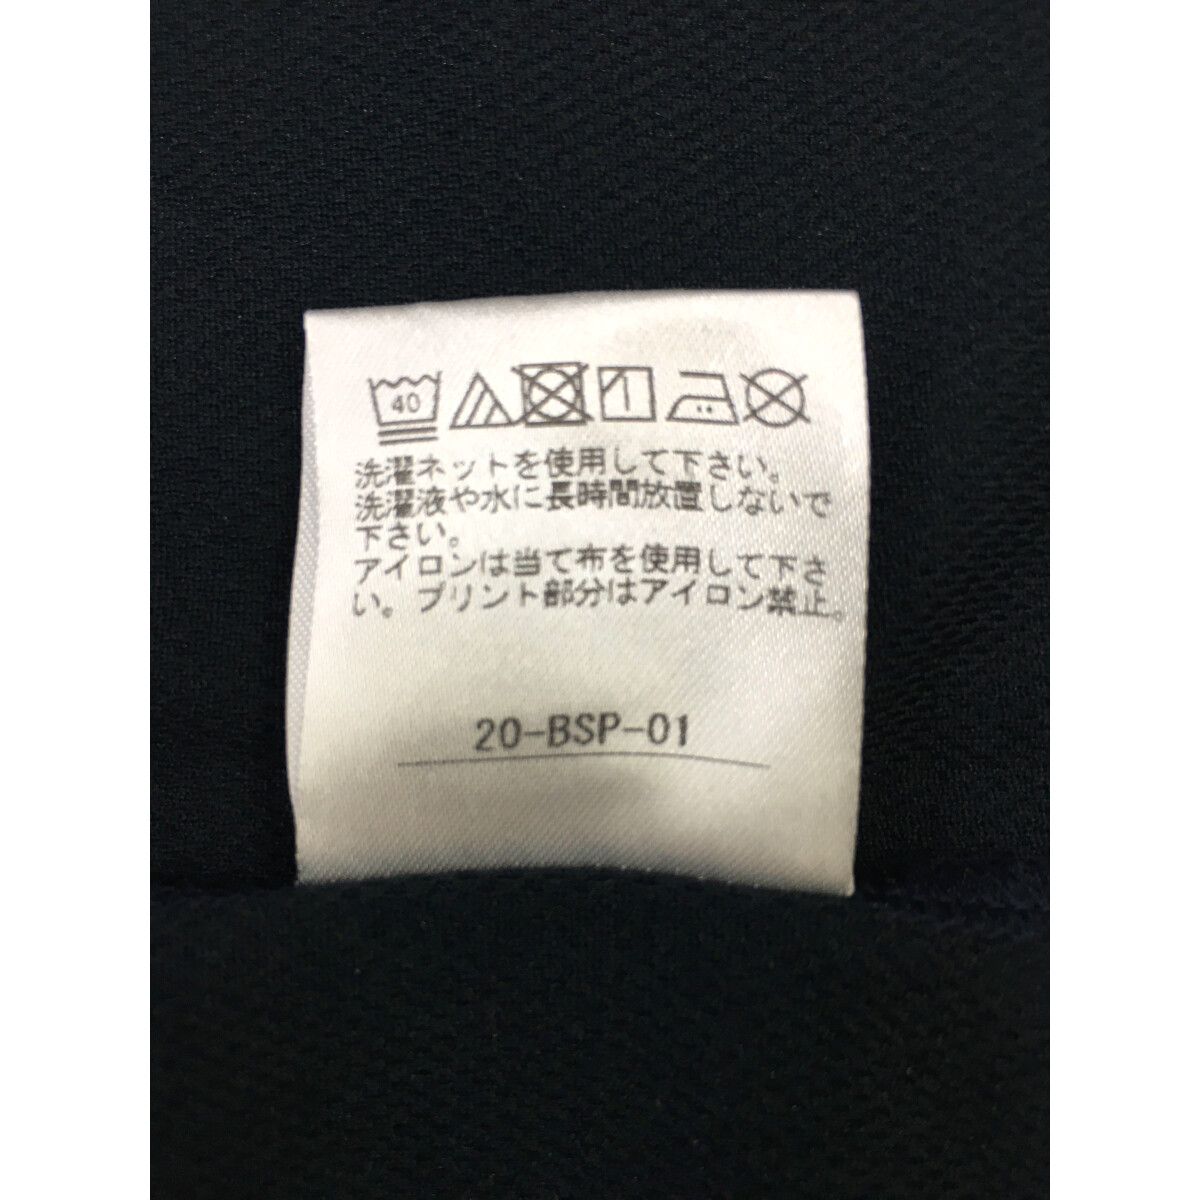 40
洗濯ネットを使用して下さい。
洗濯液や水に長時間放置しないで
下さい。
アイロンは当て布を使用して下さ
い。プリント部分はアイロン禁止。
20-BSP-01